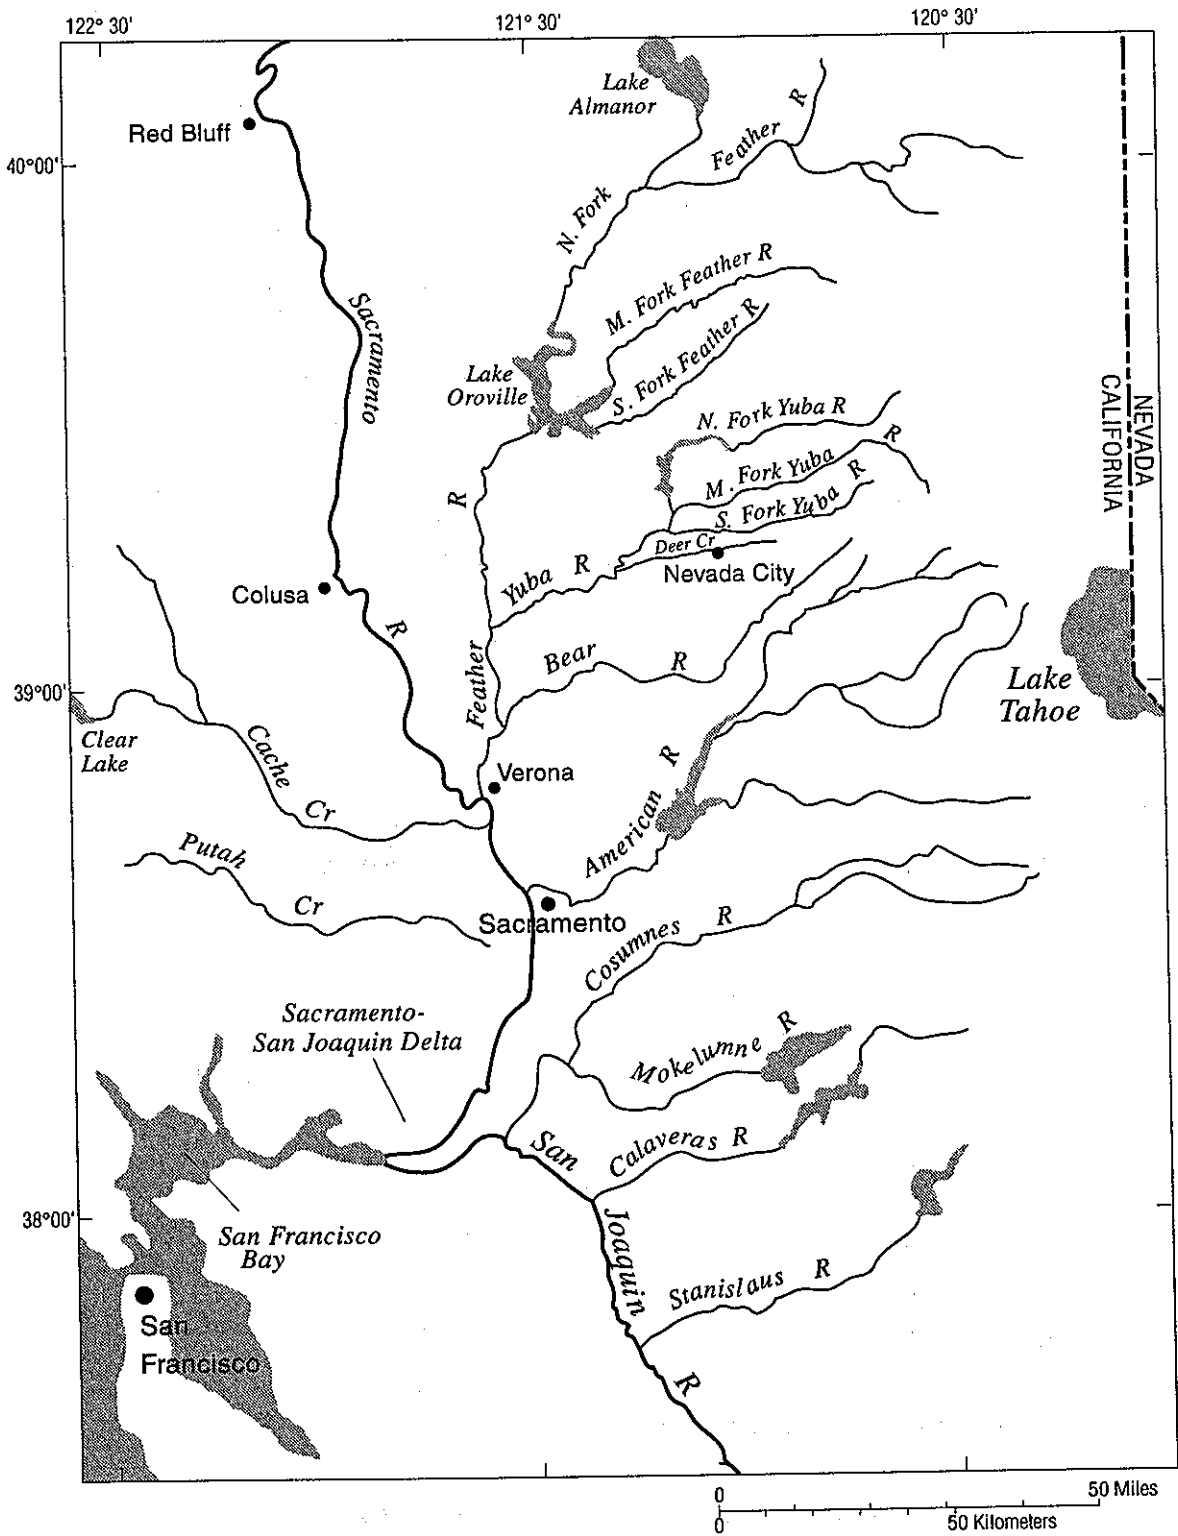 122° 30'
121° 30'
120° 30'
Lake
Almanor
Red Bluff
Feather R
40°00'
N. Fork
M. Fork Feather R
Sacramento
S. Fork Feather R
Lake
Oroville
NEVADA
CALIFORNIA
N. Fork Yuba R
R
M. Fork Yuba R
S. Fork Yuba R
Deer Cr
Nevada City
Yuba R
Colusa
R
Feather
Bear R
39°00'
Lake
Tahoe
Clear
Lake
Cache
Cr
Verona
American R
Putah
Cr
Sacramento
Cosumnes R
Sacramento-
San Joaquin Delta
Mokelumne R
San
Calaveras R
38°00'
San Francisco
Bay
Joaquin
Stanislaus R
San
Francisco
R
0
50 Miles
0
50 Kilometers